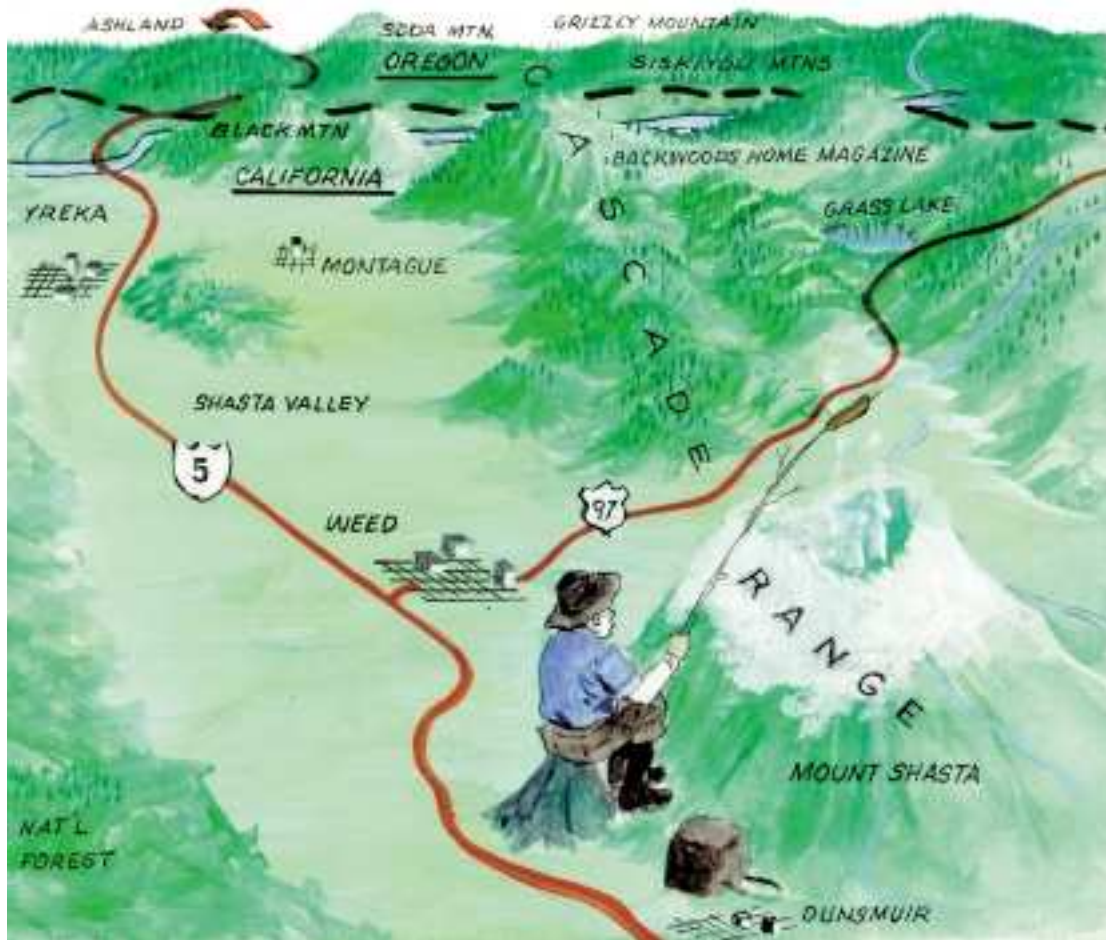 ASHLAND
SODA MTN.
GRIZZLY MOUNTAIN
OREGON
SISKIYOU MTNS
BLACK MTN
CALIFORNIA
BACKWOODS HOME MAGAZINE
YREKA
GRASS LAKE
MONTAGUE
CASCADE
SHASTA VALLEY
5
97
WEED
RANGE
MOUNT SHASTA
NAT'L
FOREST
DUNSMUIR